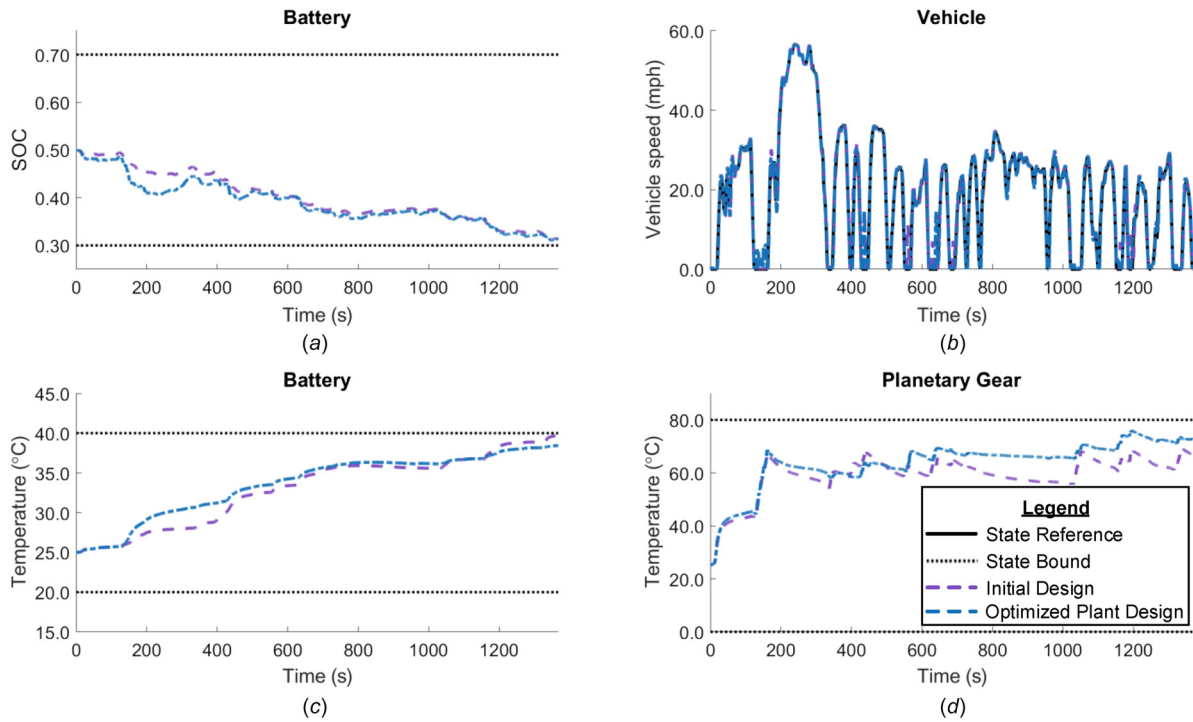 Battery
0.70
0.60
0.50
0.40
0.30
SOC
0 200 400 600 800 1000 1200
Time (s)
(a)
Vehicle
60.0
40.0
20.0
0.0
Vehicle speed (mph)
0 200 400 600 800 1000 1200
Time (s)
(b)
Battery
45.0
40.0
35.0
30.0
25.0
20.0
15.0
Temperature (°C)
0 200 400 600 800 1000 1200
Time (s)
(c)
Planetary Gear
80.0
60.0
40.0
20.0
0.0
Temperature (°C)
Legend
State Reference
State Bound
Initial Design
Optimized Plant Design
0 200 400 600 800 1000 1200
Time (s)
(d)